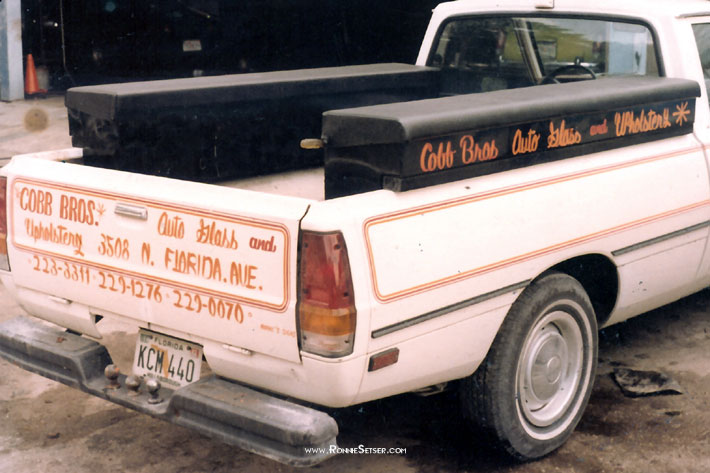 Cobb Bros Auto Glass and Upholstery
COBB BROS. Auto Glass and
Upholstery 3508 N. FLORIDA. AVE.
223-3311 · 229-1276 · 229-0070
FLORIDA
KCM 440
www.RonnieSetser.com